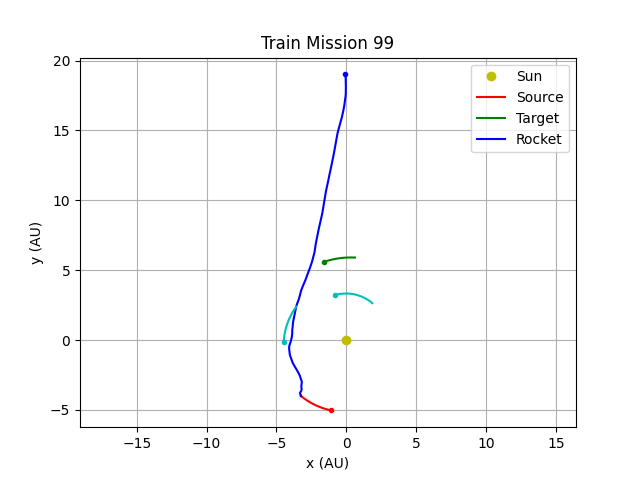 Train Mission 99
Sun
Source
Target
Rocket
20
15
10
5
0
−5
y (AU)
−15
−10
−5
0
5
10
15
x (AU)